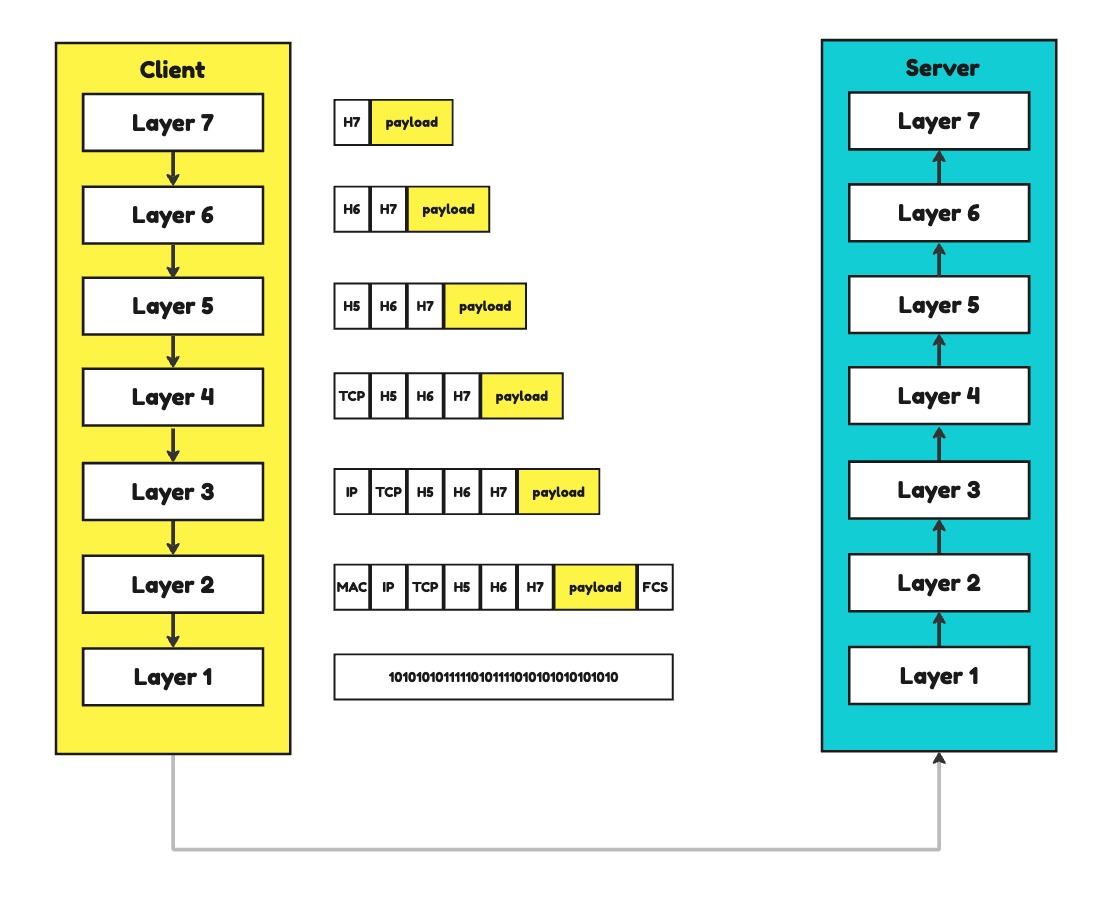 Client
Layer 7
Layer 6
Layer 5
Layer 4
Layer 3
Layer 2
Layer 1
H7 payload
H6 H7 payload
H5 H6 H7 payload
TCP H5 H6 H7 payload
IP TCP H5 H6 H7 payload
MAC IP TCP H5 H6 H7 payload FCS
1010101011111010111101010101010101010
Server
Layer 7
Layer 6
Layer 5
Layer 4
Layer 3
Layer 2
Layer 1